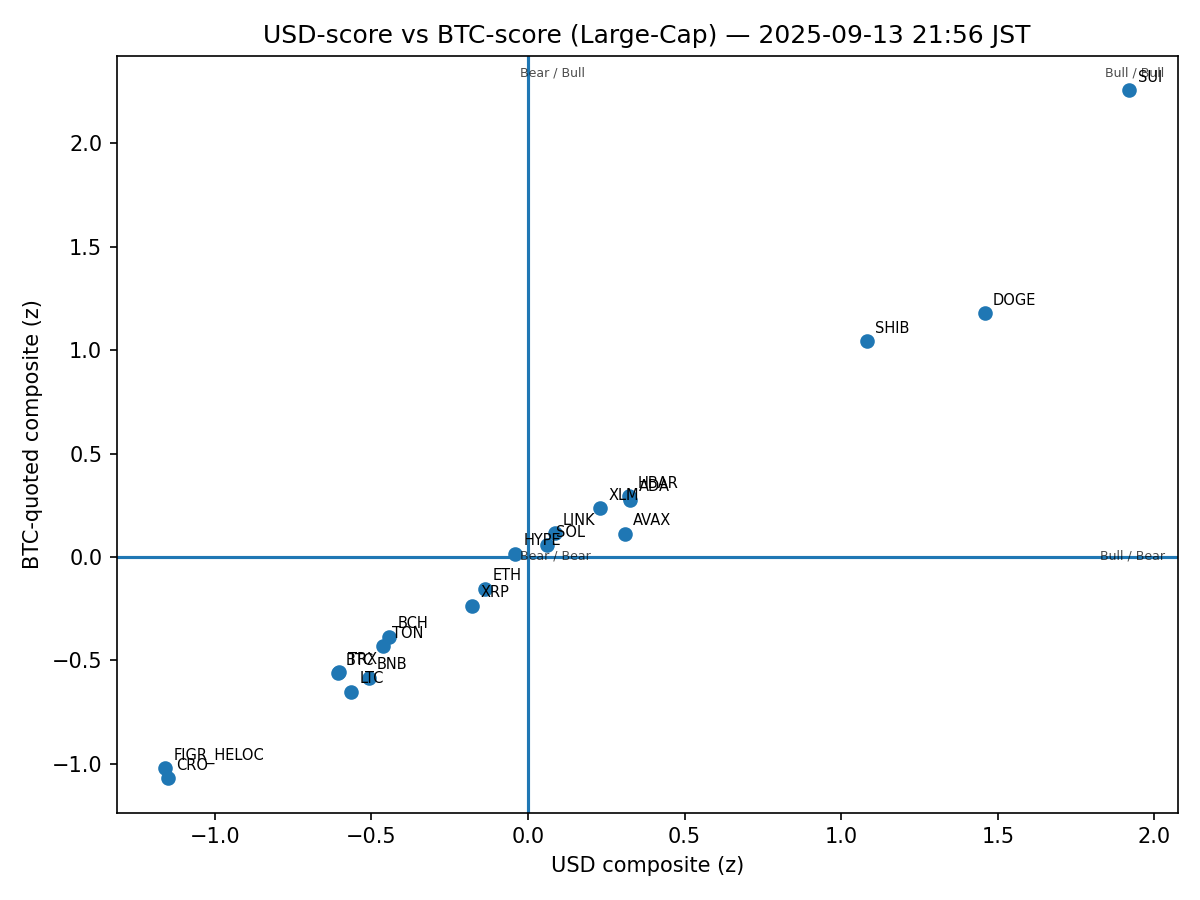 USD-score vs BTC-score (Large-Cap) — 2025-09-13 21:56 JST
Bear / Bull
Bull / Bull
SUI
DOGE
SHIB
HBAR
ADA
XLM
LINK
AVAX
SOL
HYPE
Bear / Bear
Bull / Bear
ETH
XRP
BCH
TON
BTC
TRX
BNB
LTC
FIGR_HELOC
CRO
2.0
1.5
1.0
0.5
0.0
−0.5
−1.0
−1.0
−0.5
0.0
0.5
1.0
1.5
2.0
USD composite (z)
BTC-quoted composite (z)